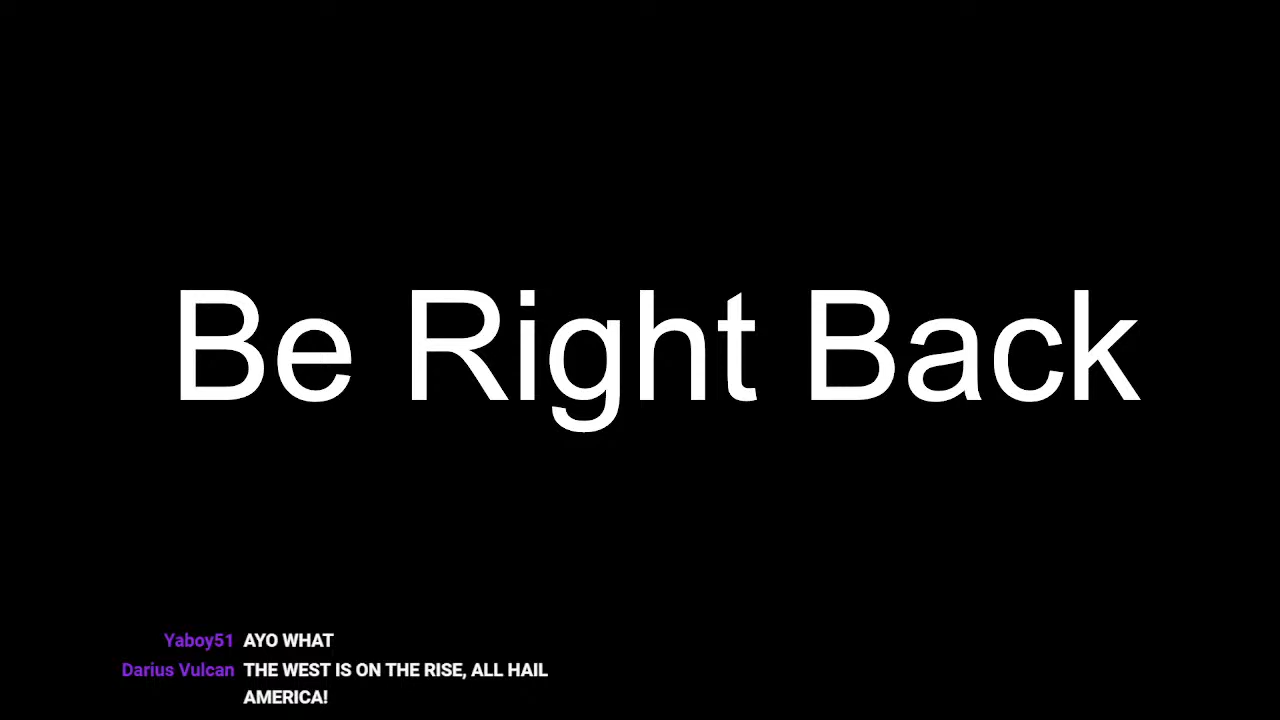 Be Right Back
Yaboy51 AYO WHAT
Darius Vulcan THE WEST IS ON THE RISE, ALL HAIL
AMERICA!